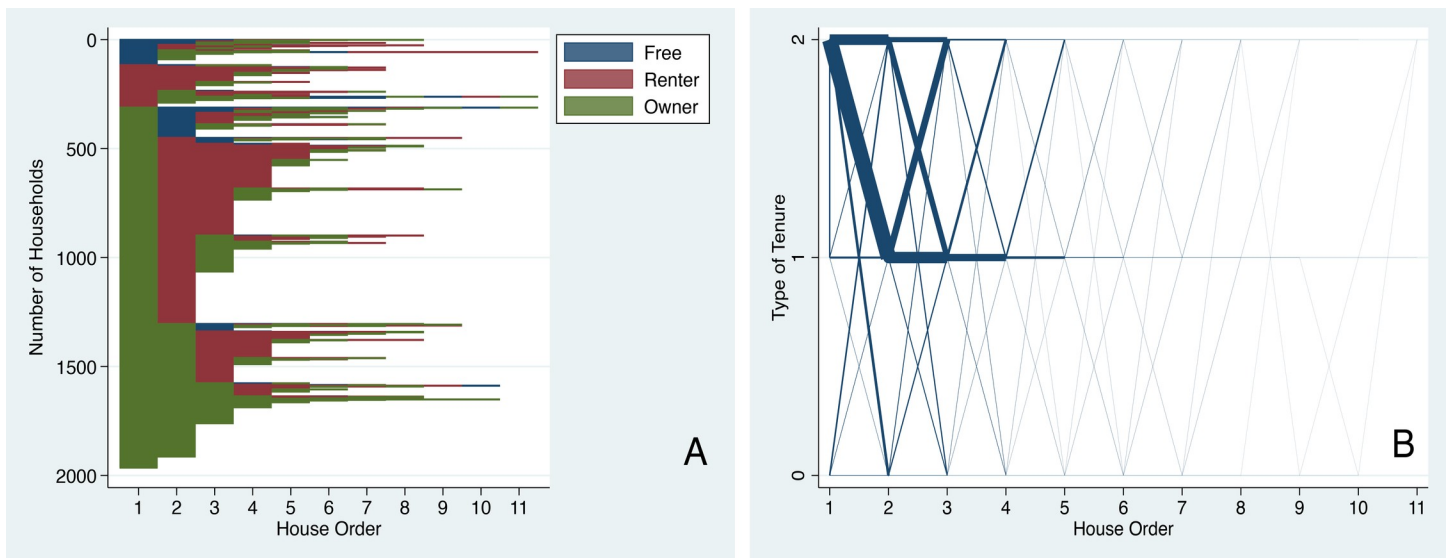 0
500
1000
1500
2000
Number of Households
1 2 3 4 5 6 7 8 9 10 11
House Order
Free
Renter
Owner
A
2
1
0
Type of Tenure
1 2 3 4 5 6 7 8 9 10 11
House Order
B